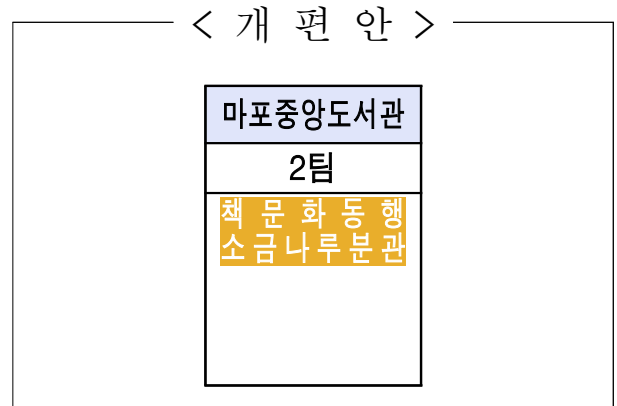 < 개 편 안 >
마포중앙도서관
2팀
책 문 화 동 행
소금나루분관